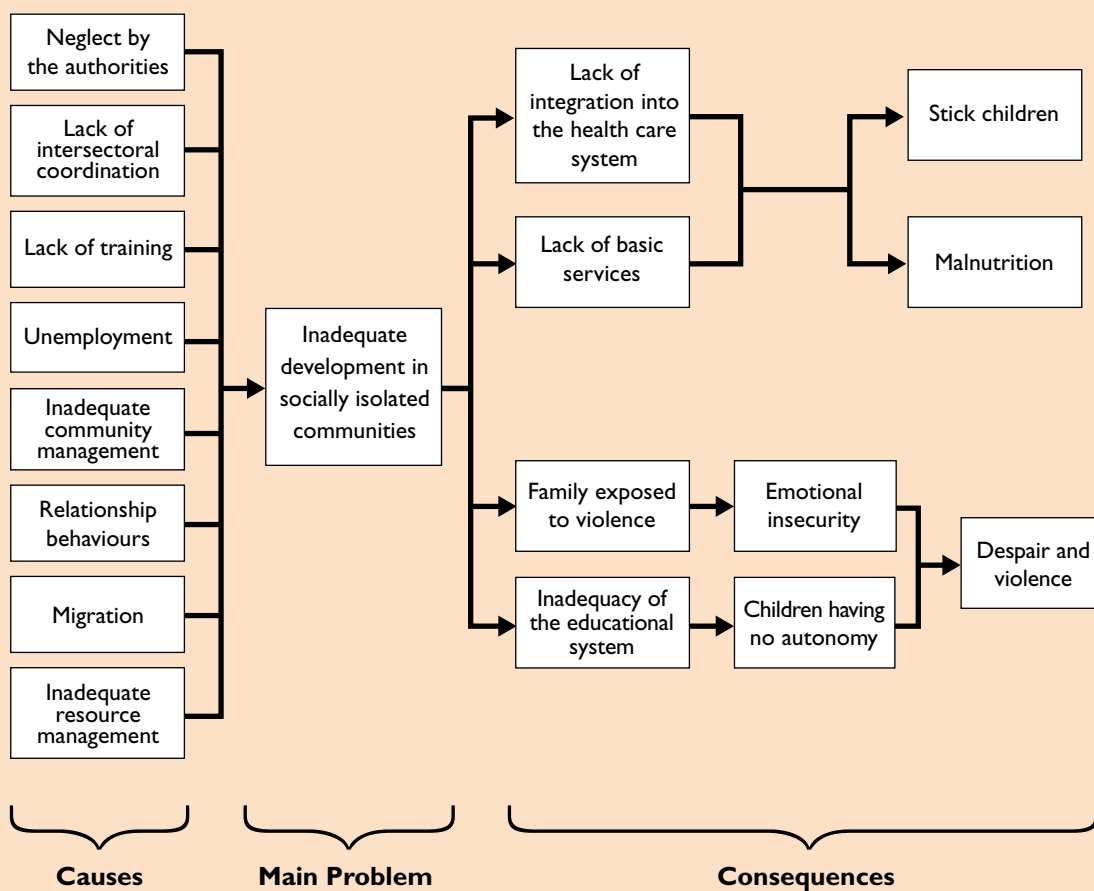 Neglect by
the authorities
Lack of
intersectoral
coordination
Lack of training
Unemployment
Inadequate
community
management
Relationship
behaviours
Migration
Inadequate
resource
management
Inadequate
development in
socially isolated
communities
Lack of
integration into
the health care
system
Lack of basic
services
Stick children
Malnutrition
Family exposed
to violence
Emotional
insecurity
Inadequacy of
the educational
system
Children having
no autonomy
Despair and
violence
Causes
Main Problem
Consequences